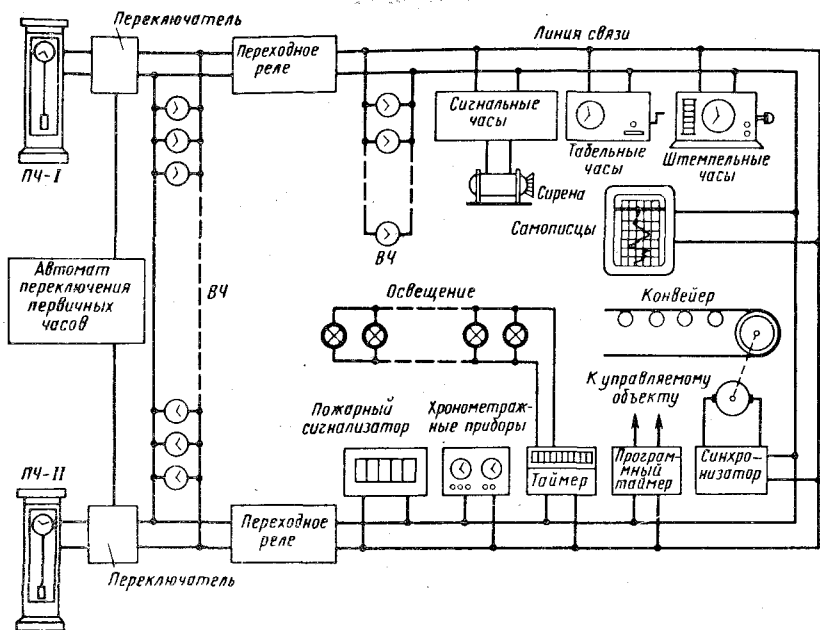 Переключатель
Переходное
реле
Линия связи
Сигнальные
часы
Табельные
часы
Штемпельные
часы
ПЧ-I
Сирена
Самописцы
ВЧ
Автомат
переключения
первичных
часов
ВЧ
Освещение
Конвейер
К управляемому
объекту
Пожарный
сигнализатор
Хронометраж-
ные приборы
Таймер
Програм-
мный
таймер
Синхро-
низатор
ПЧ-II
Переходное
реле
Переключатель